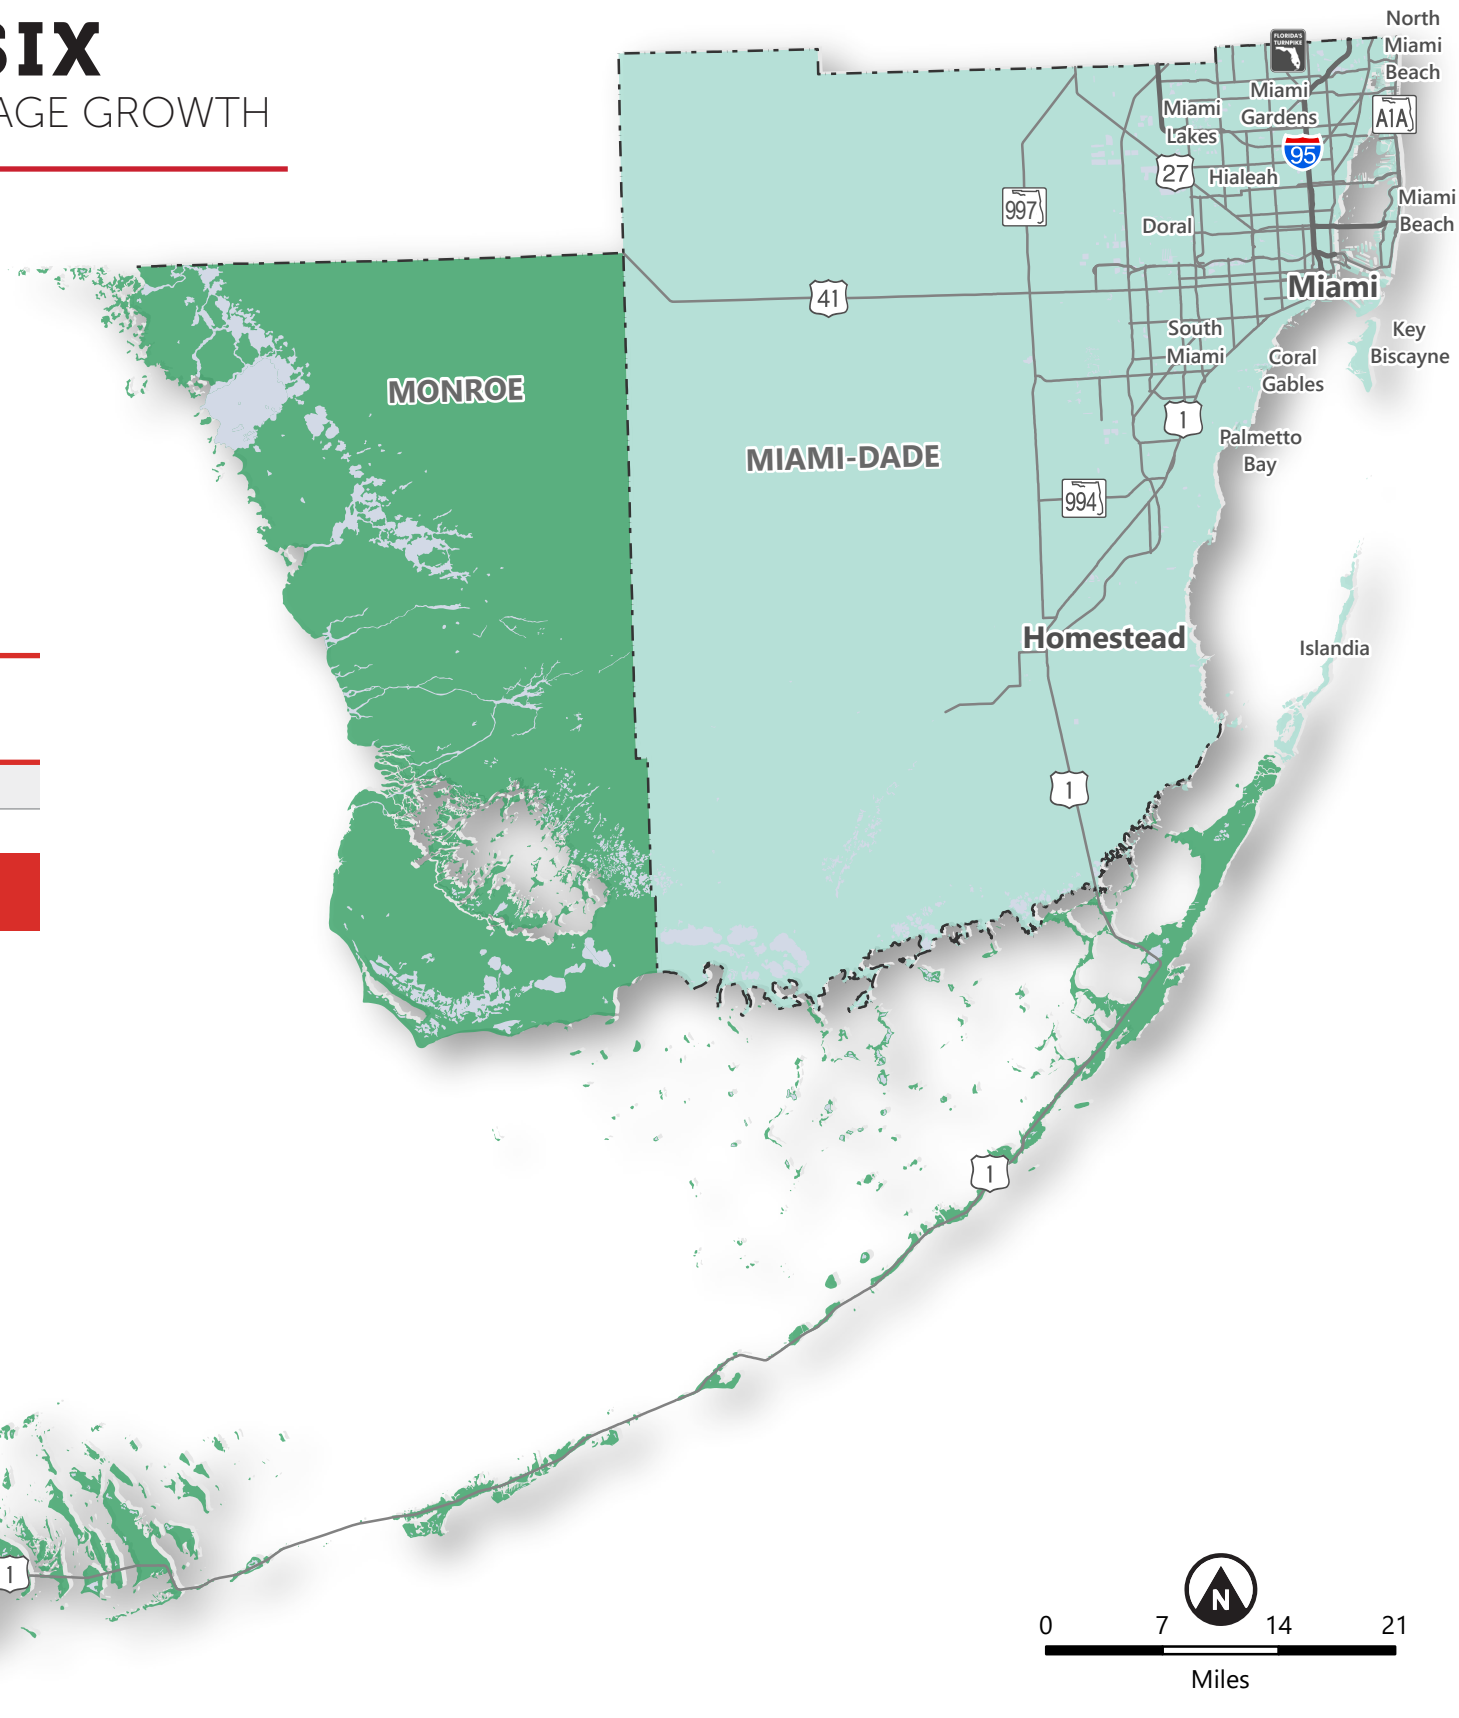 SIX
AGE GROWTH
North
Miami
Beach
FLORIDA'S
TURNPIKE
Miami
Gardens
Miami
Lakes
A1A
95
27
Hialeah
997
Miami
Beach
Doral
41
Miami
South
Miami
Key
Biscayne
Coral
Gables
MONROE
1
Palmetto
Bay
MIAMI-DADE
994
Homestead
Islandia
1
1
1
N
0 7 14 21
Miles